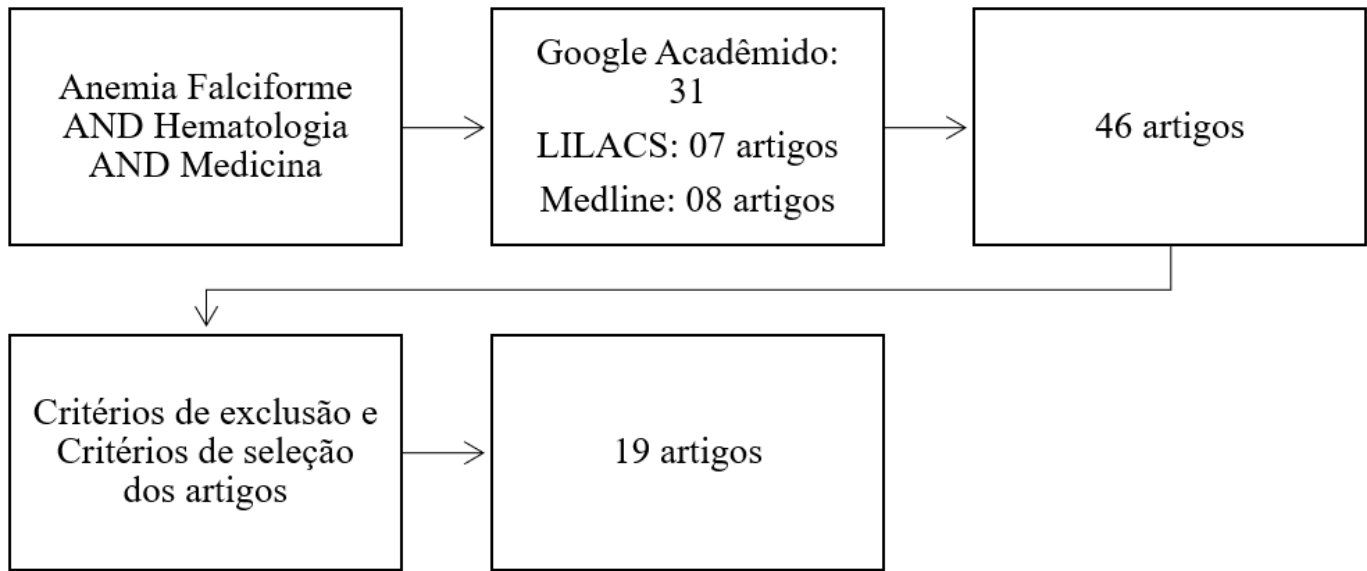 Anemia Falciforme
AND Hematologia
AND Medicina
Google Acadêmido:
31
LILACS: 07 artigos
Medline: 08 artigos
46 artigos
Critérios de exclusão e
Critérios de seleção
dos artigos
19 artigos